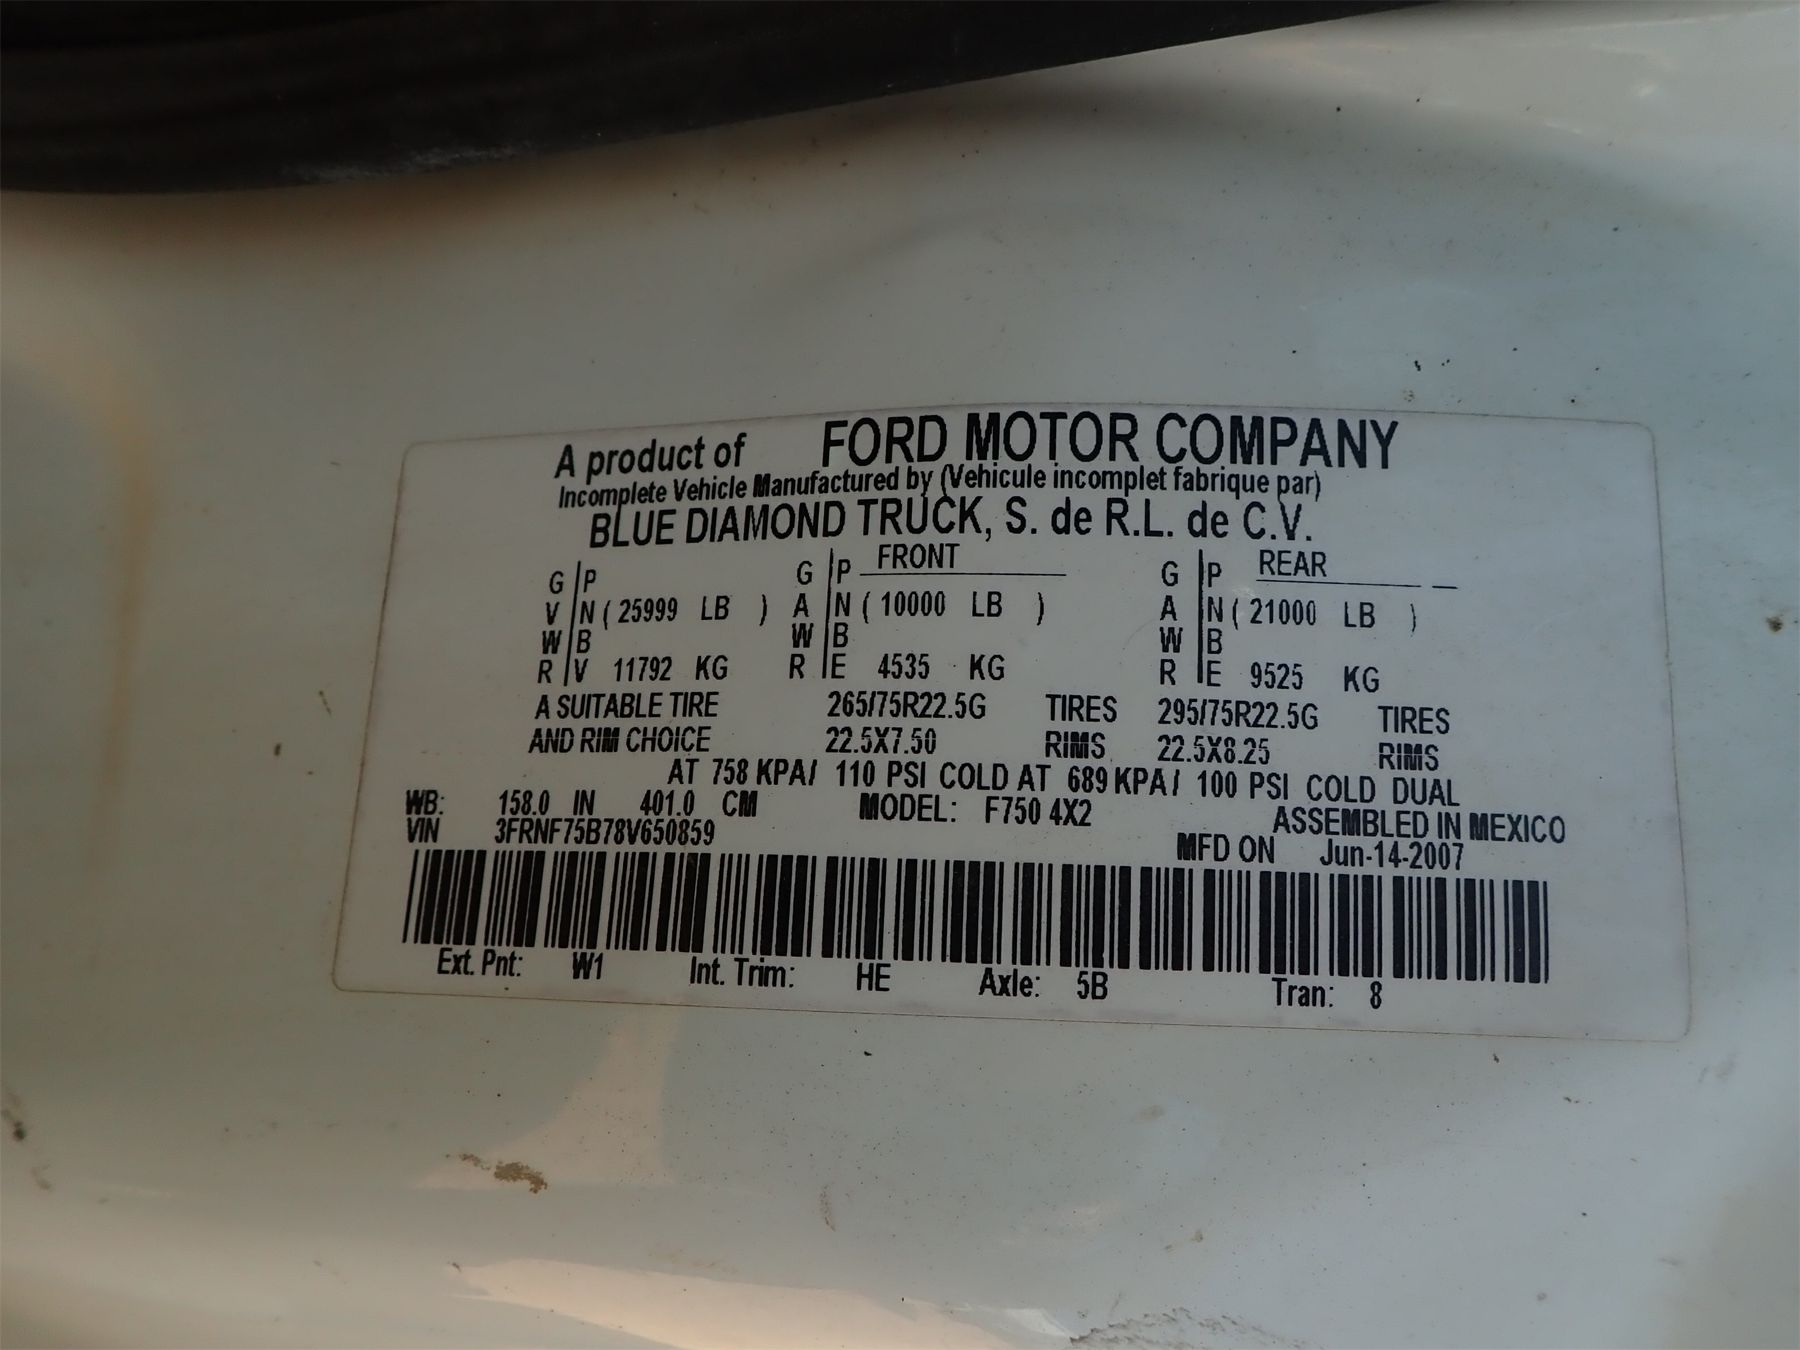 A product of FORD MOTOR COMPANY
Incomplete Vehicle Manufactured by (Vehicule incomplet fabrique par)
BLUE DIAMOND TRUCK, S. de R.L. de C.V.
G P G P FRONT G P REAR
V N ( 25999 LB ) A N ( 10000 LB ) A N ( 21000 LB )
W B W B W B
R V 11792 KG R E 4535 KG R E 9525 KG
A SUITABLE TIRE 265/75R22.5G TIRES 295/75R22.5G TIRES
AND RIM CHOICE 22.5X7.50 RIMS 22.5X8.25 RIMS
AT 758 KPA/ 110 PSI COLD AT 689 KPA/ 100 PSI COLD DUAL
WB: 158.0 IN 401.0 CM MODEL: F750 4X2 ASSEMBLED IN MEXICO
VIN 3FRNF75B78V650859 MFD ON Jun-14-2007
Ext. Pnt: W1 Int. Trim: HE Axle: 5B Tran: 8